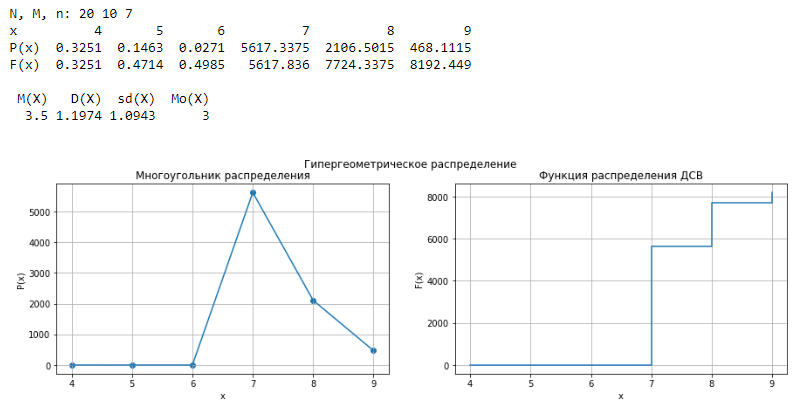 N, M, n: 20 10 7
x 4 5 6 7 8 9
P(x) 0.3251 0.1463 0.0271 5617.3375 2106.5015 468.1115
F(x) 0.3251 0.4714 0.4985 5617.836 7724.3375 8192.449
M(X) D(X) sd(X) Mo(X)
3.5 1.1974 1.0943 3
Гипергеометрическое распределение
Многоугольник распределения
P(x)
5000
4000
3000
2000
1000
0
4 5 6 7 8 9
x
Функция распределения ДСВ
F(x)
8000
6000
4000
2000
0
4 5 6 7 8 9
x